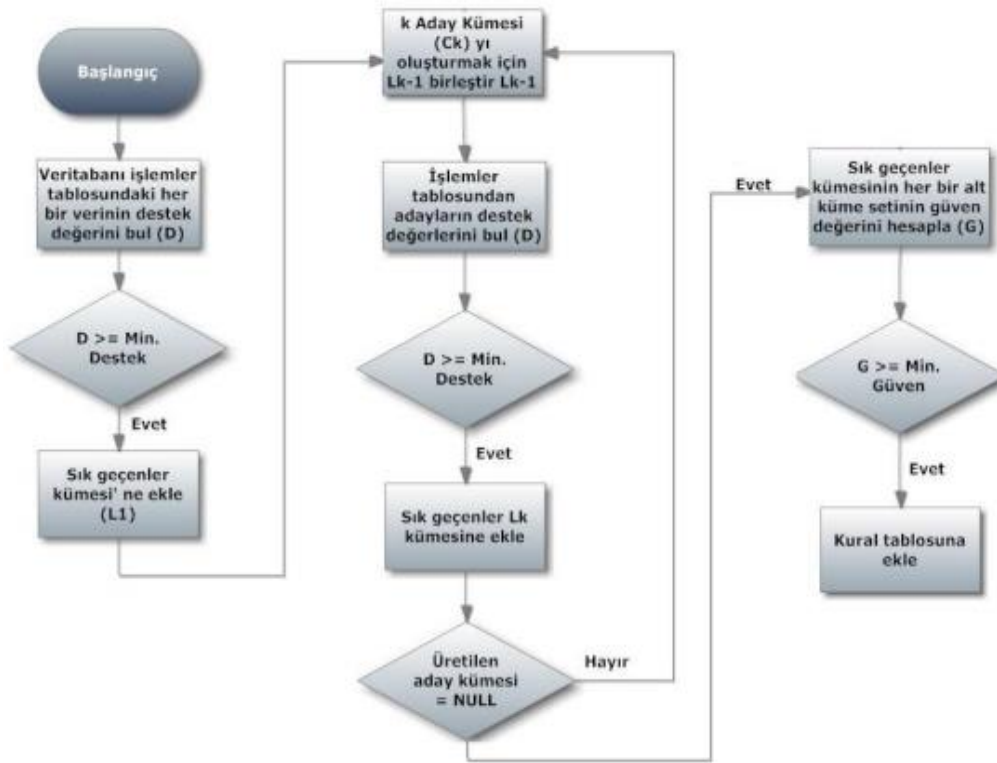 Başlangıç
Veritabanı işlemler
tablosundaki her
bir verinin destek
değerini bul (D)
D >= Min.
Destek
Evet
Sık geçenler
kümesi' ne ekle
(L1)
k Aday Kümesi
(Ck) yı
oluşturmak için
Lk-1 birleştir Lk-1
İşlemler
tablosundan
adayların destek
değerlerini bul (D)
D >= Min.
Destek
Evet
Sık geçenler Lk
kümesine ekle
Üretilen
aday kümesi
= NULL
Hayır
Evet
Sık geçenler
kümesinin her bir alt
küme setinin güven
değerini hesapla (G)
G >= Min.
Güven
Evet
Kural tablosuna
ekle